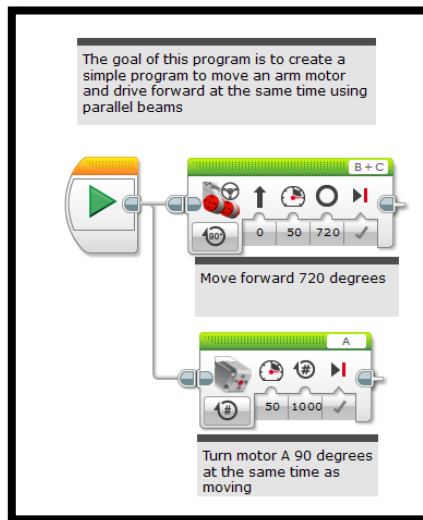 The goal of this program is to create a
simple program to move an arm motor
and drive forward at the same time using
parallel beams
B + C
90°
0 50 720
Move forward 720 degrees
A
#
#
50 1000
Turn motor A 90 degrees
at the same time as
moving